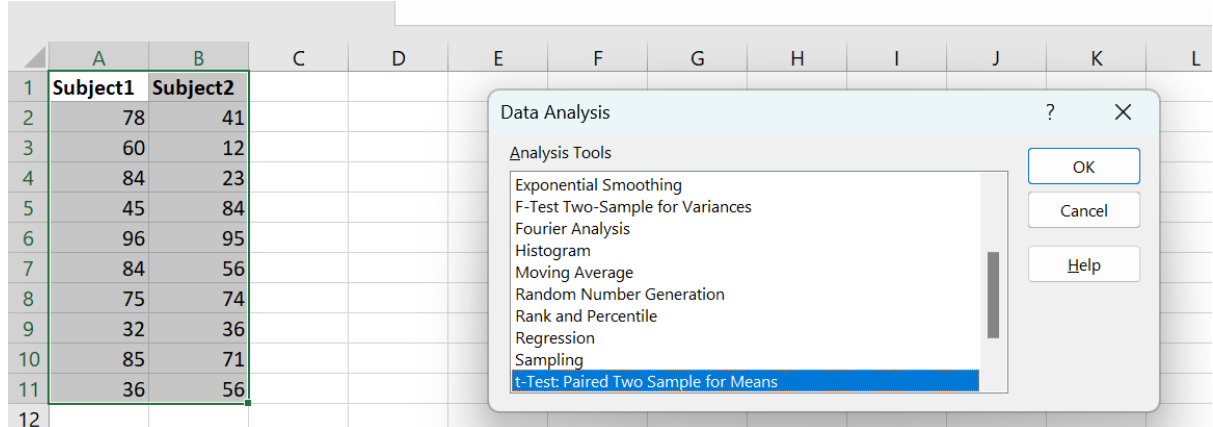 A B C D E F G H I J K L
1 Subject1 Subject2
2 78 41
3 60 12
4 84 23
5 45 84
6 96 95
7 84 56
8 75 74
9 32 36
10 85 71
11 36 56
12
Data Analysis ?
Analysis Tools
Exponential Smoothing
F-Test Two-Sample for Variances
Fourier Analysis
Histogram
Moving Average
Random Number Generation
Rank and Percentile
Regression
Sampling
t-Test: Paired Two Sample for Means
OK
Cancel
Help